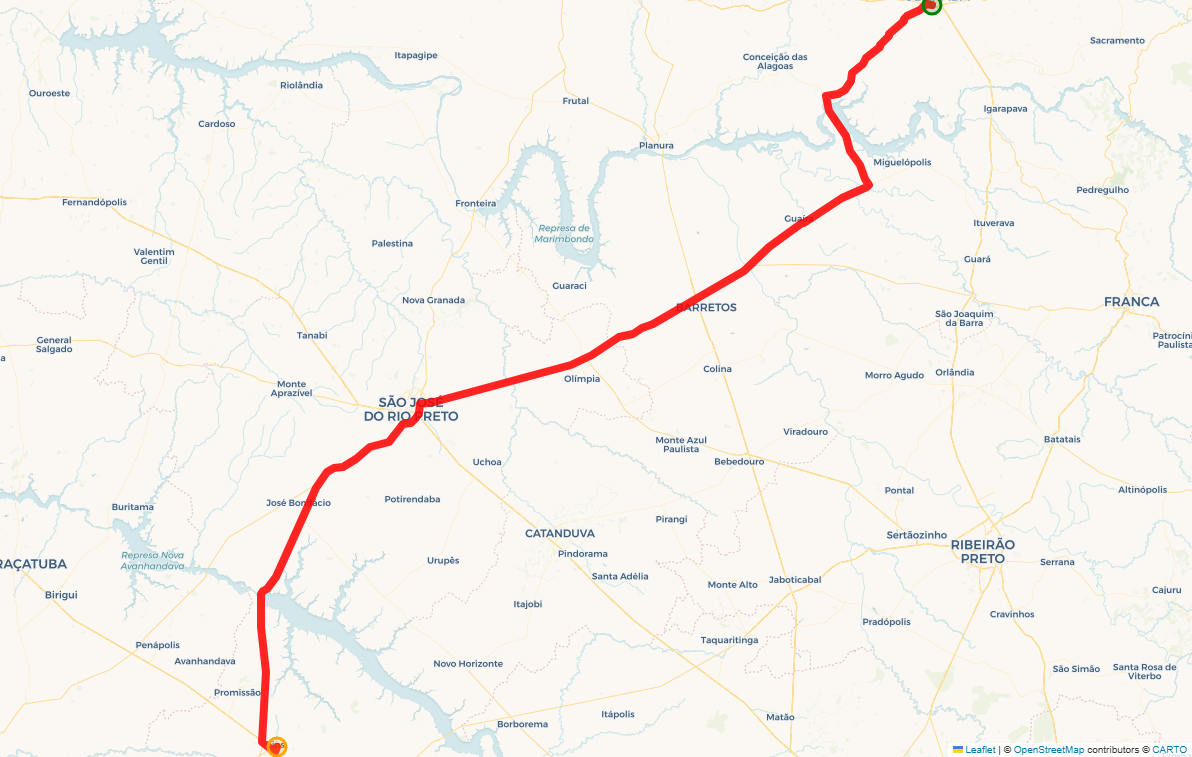 Sacramento
Itapagipe
Conceição das
Alagoas
Riolândia
Ouroeste
Frutal
Igarapava
Cardoso
Planura
Miguelópolis
Pedregulho
Fernandópolis
Fronteira
Guaíra
Ituverava
Represa de
Marimbondo
Palestina
Valentim
Gentil
Guará
Guaraci
Nova Granada
FRANCA
BARRETOS
São Joaquim
da Barra
Tanabi
Patrocíni
Paulista
General
Salgado
Colina
Morro Agudo
Orlândia
Olímpia
Monte
Aprazível
SÃO JOSÉ
DO RIO PRETO
Viradouro
Batatais
Monte Azul
Paulista
Uchoa
Bebedouro
Pontal
Altinópolis
José Bonifácio
Potirendaba
Buritama
Pirangi
CATANDUVA
Sertãozinho
RIBEIRÃO
PRETO
Represa Nova
Avanhandava
Pindorama
Urupês
RAÇATUBA
Serrana
Santa Adélia
Jaboticabal
Monte Alto
Cajuru
Birigui
Itajobi
Cravinhos
Pradópolis
Taquaritinga
Penápolis
Avanhandava
Novo Horizonte
São Simão
Santa Rosa de
Viterbo
Promissão
Itápolis
Matão
Borborema
Leaflet | © OpenStreetMap contributors © CARTO